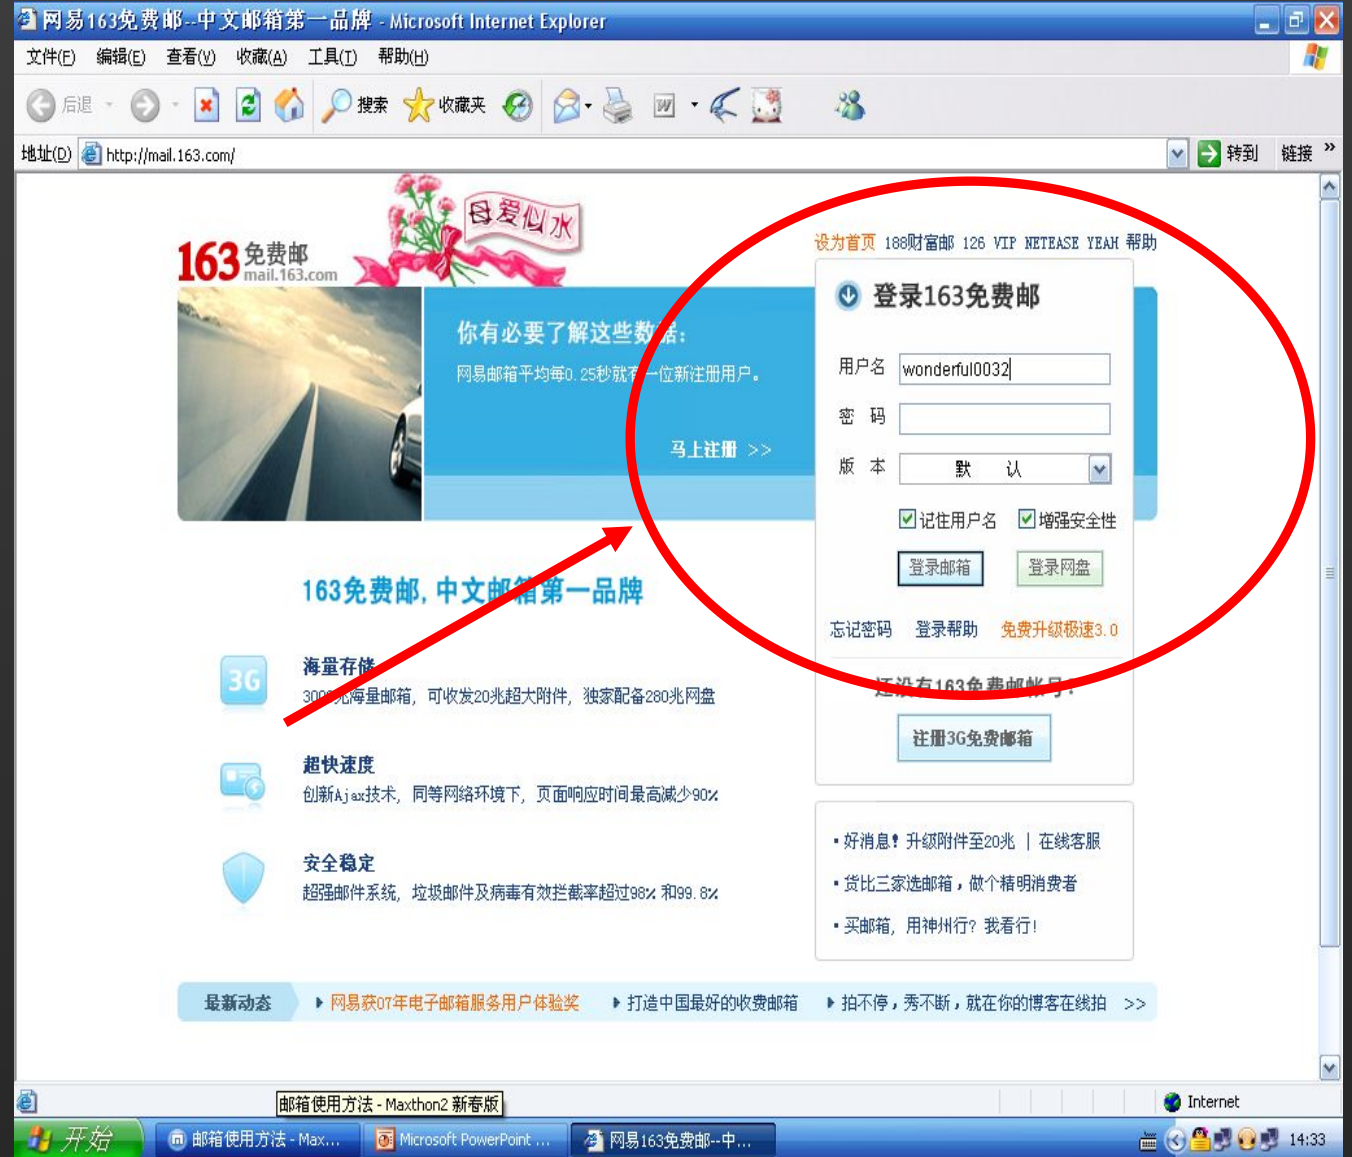 网易163免费邮--中文邮箱第一品牌 - Microsoft Internet Explorer
文件(F) 编辑(E) 查看(V) 收藏(A) 工具(T) 帮助(H)
后退 搜索 收藏夹
地址(D) http://mail.163.com/ 转到 链接 »
母爱似水
163 免费邮
mail.163.com
设为首页 188财富邮 126 VIP NETEASE YEAH 帮助
登录163免费邮
你有必要了解这些数据：
网易邮箱平均每0.25秒就有一位新注册用户。
马上注册 >>
用户名 wonderful0032
密 码
版 本 默 认
记住用户名 增强安全性
登录邮箱 登录网盘
忘记密码 登录帮助 免费升级极速3.0
还没有163免费邮帐号?
注册3G免费邮箱
163免费邮, 中文邮箱第一品牌
3G
海量存储
3000兆海量邮箱, 可收发20兆超大附件, 独家配备280兆网盘
超快速度
创新Ajax技术, 同等网络环境下, 页面响应时间最高减少90%
安全稳定
超强邮件系统, 垃圾邮件及病毒有效拦截率超过98% 和99.8%
▪ 好消息! 升级附件至20兆 | 在线客服
▪ 货比三家选邮箱，做个精明消费者
▪ 买邮箱, 用神州行? 我看行!
最新动态 网易获07年电子邮箱服务用户体验奖 打造中国最好的收费邮箱 拍不停，秀不断，就在你的博客在线拍 >>
邮箱使用方法 - Maxthon2 新春版
Internet
开始 邮箱使用方法 - Max... Microsoft PowerPoint ... 网易163免费邮--中... 14:33